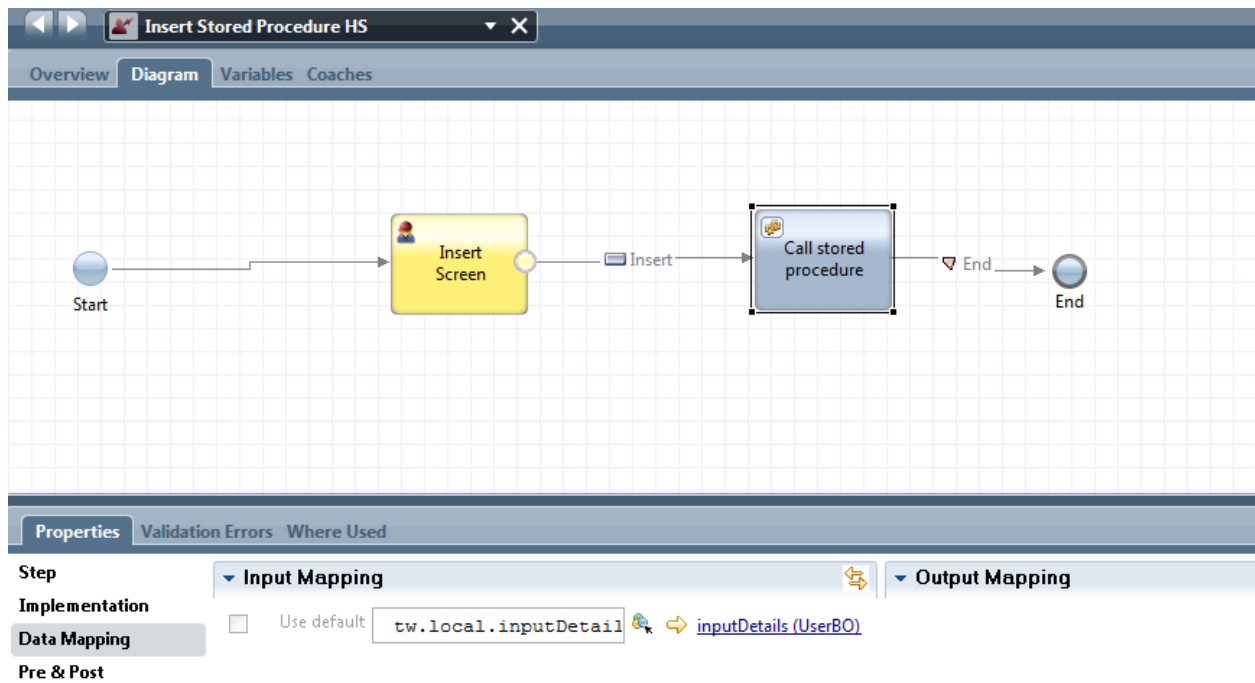 Insert Stored Procedure HS
Overview Diagram Variables Coaches
Insert
Screen
Insert
Call stored
procedure
End
Start
End
Properties Validation Errors Where Used
Step
Implementation
Data Mapping
Pre & Post
Input Mapping
Output Mapping
Use default tw.local.inputDetail inputDetails (UserBO)